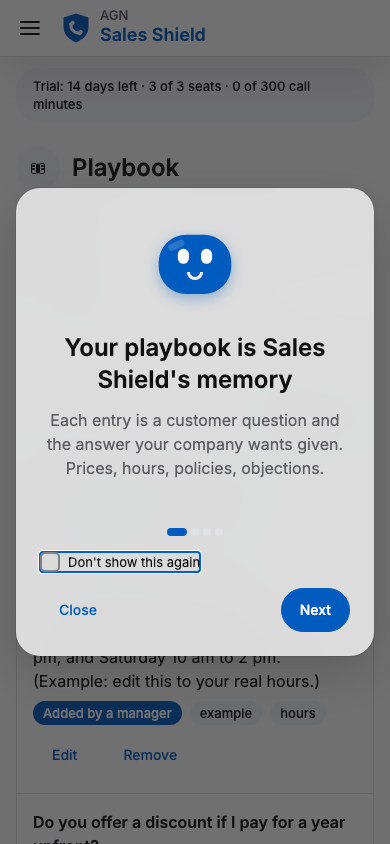 AGN
Sales Shield
Trial: 14 days left · 3 of 3 seats · 0 of 300 call
minutes
Playbook
Your playbook is Sales
Shield's memory
Each entry is a customer question and
the answer your company wants given.
Prices, hours, policies, objections.
Don't show this again
Close
Next
pm, and Saturday 10 am to 2 pm.
(Example: edit this to your real hours.)
Added by a manager
example
hours
Edit
Remove
Do you offer a discount if I pay for a year
upfront?